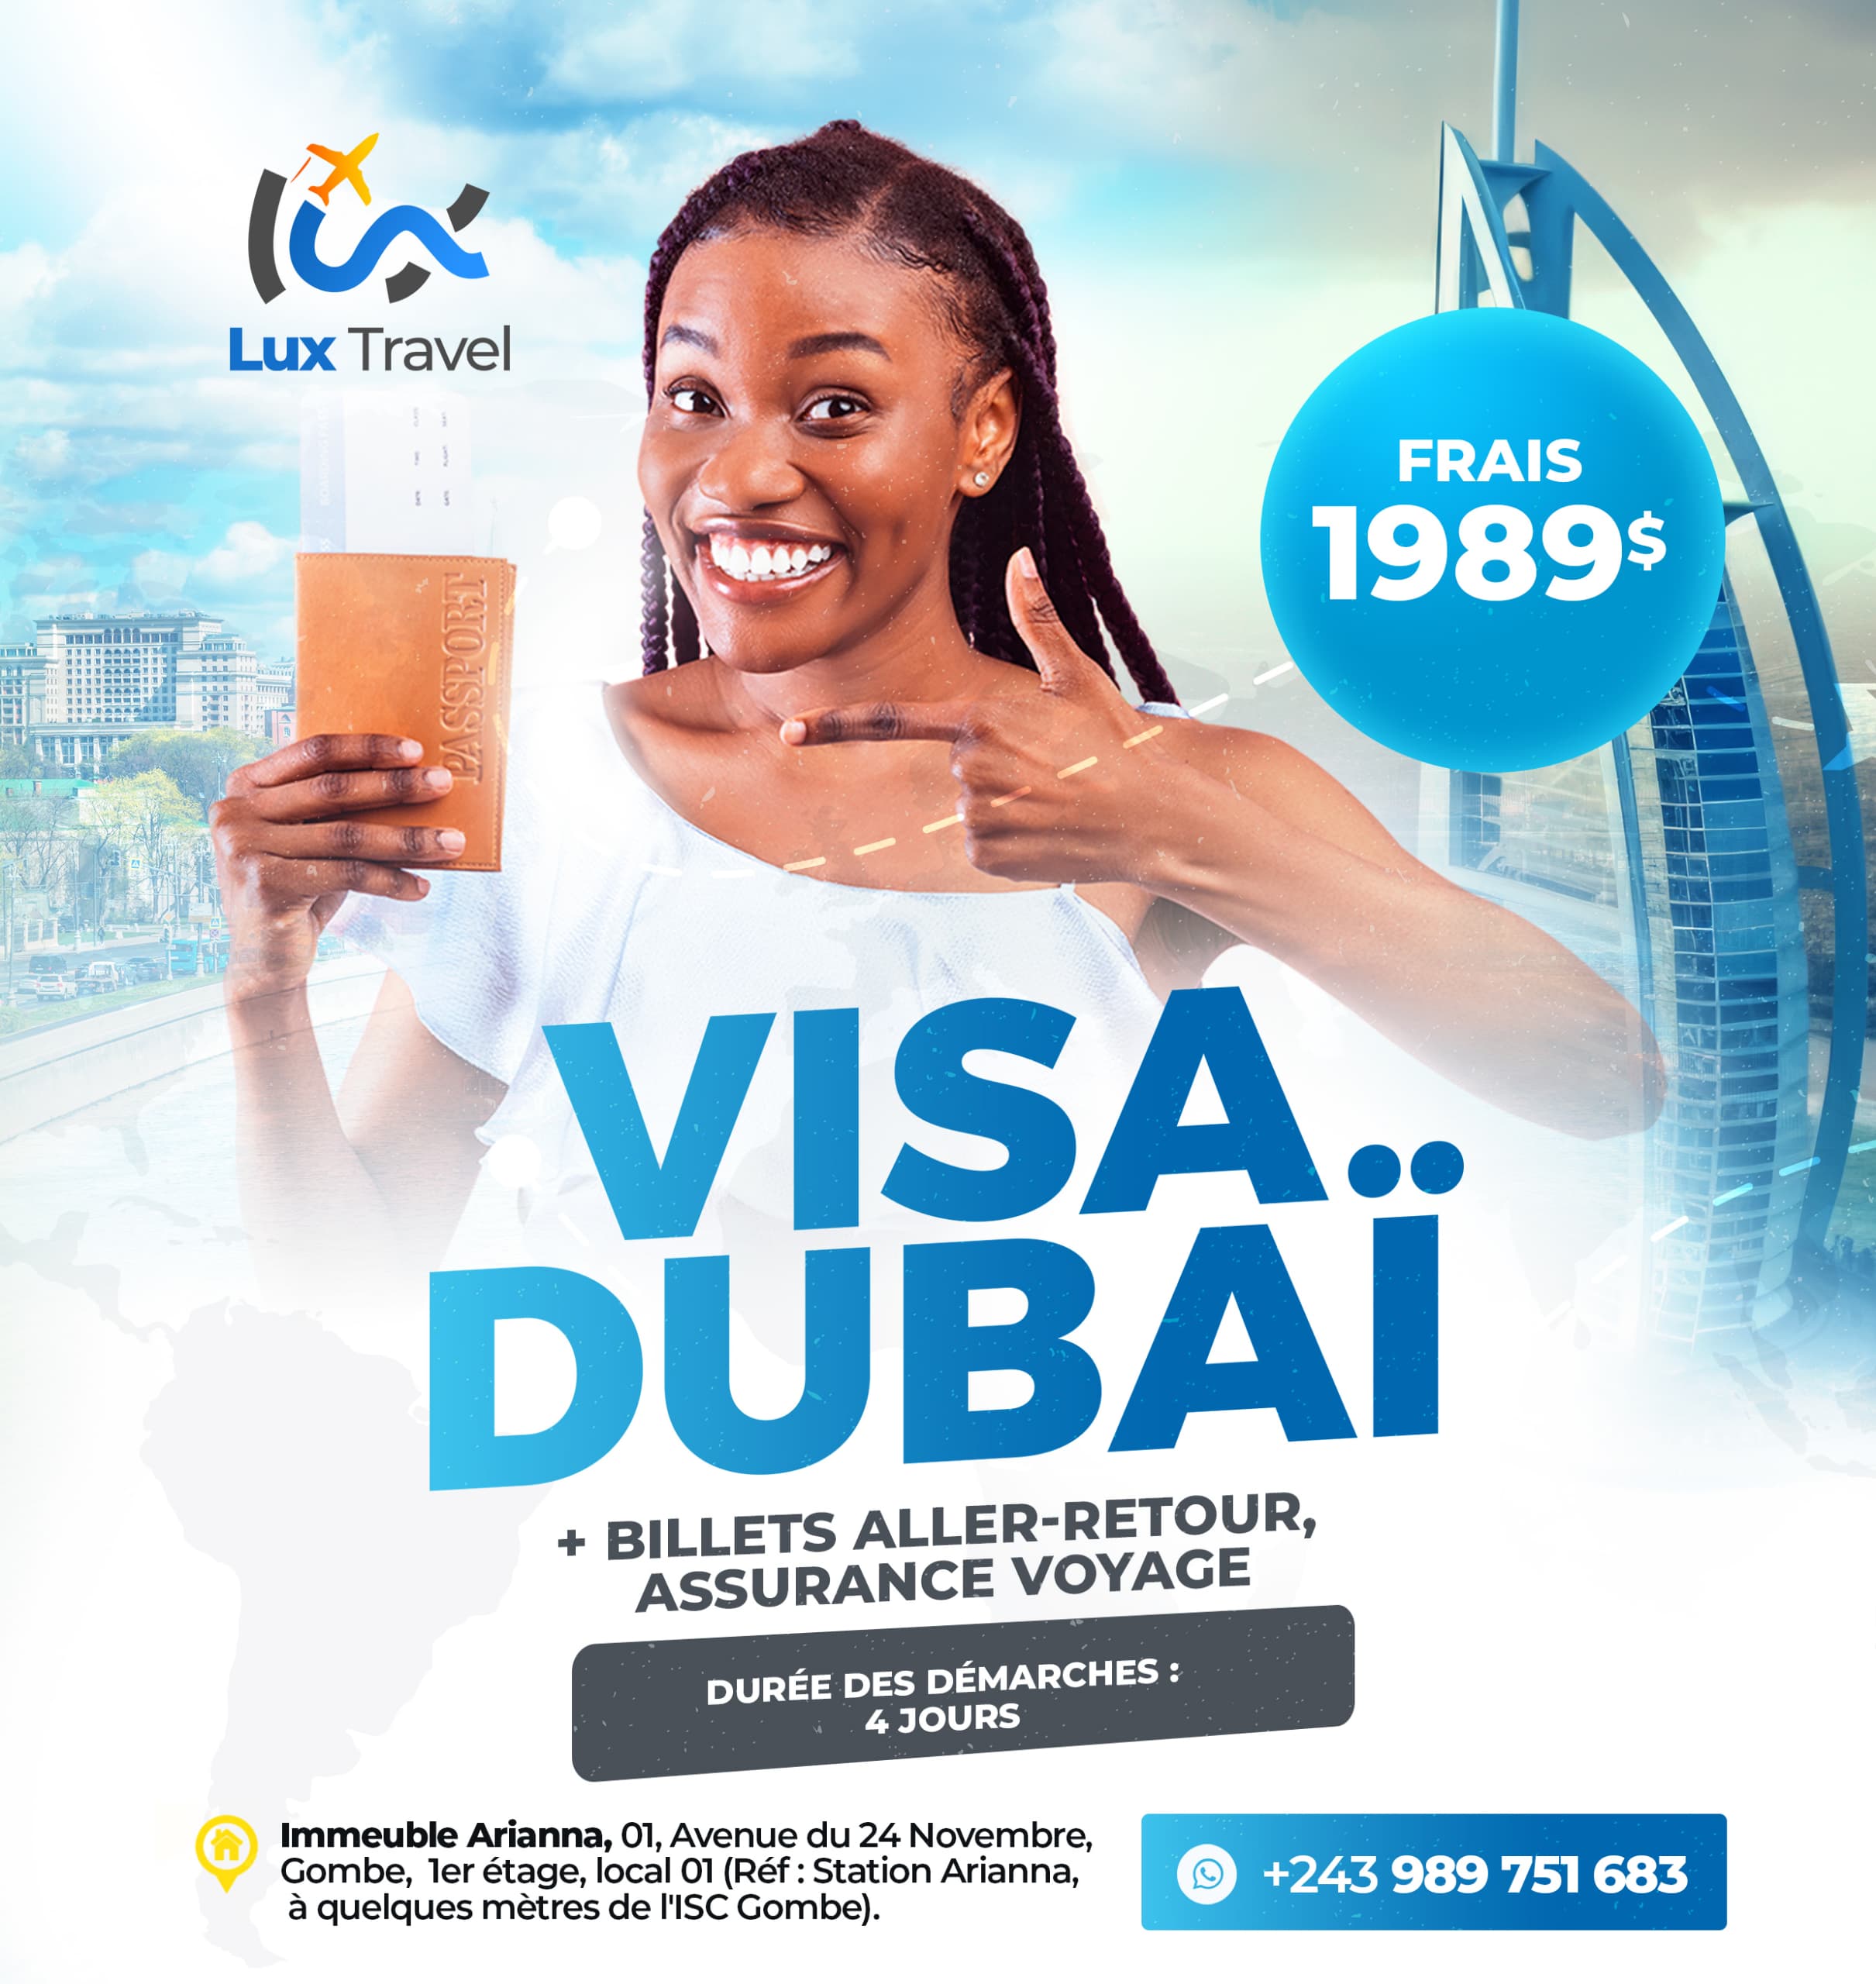 Lux Travel
FRAIS
1989$
PASSPORT
VISA
DUBAÏ
+ BILLETS ALLER-RETOUR,
ASSURANCE VOYAGE
DURÉE DES DÉMARCHES :
4 JOURS
Immeuble Arianna, 01, Avenue du 24 Novembre,
Gombe, 1er étage, local 01 (Réf : Station Arianna,
à quelques mètres de l'ISC Gombe).
+243 989 751 683